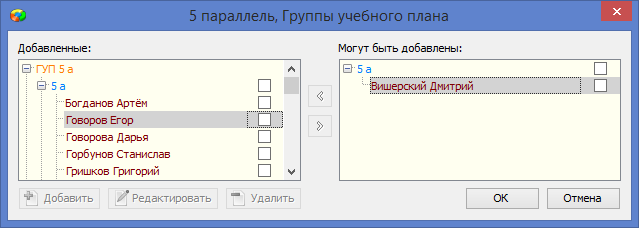 5 параллель, Группы учебного плана
Добавленные:
ГУП 5 а
5 а
Богданов Артём
Говоров Егор
Говорова Дарья
Горбунов Станислав
Гришков Григорий
Добавить Редактировать Удалить
Могут быть добавлены:
5 а
Вишерский Дмитрий
ОК Отмена